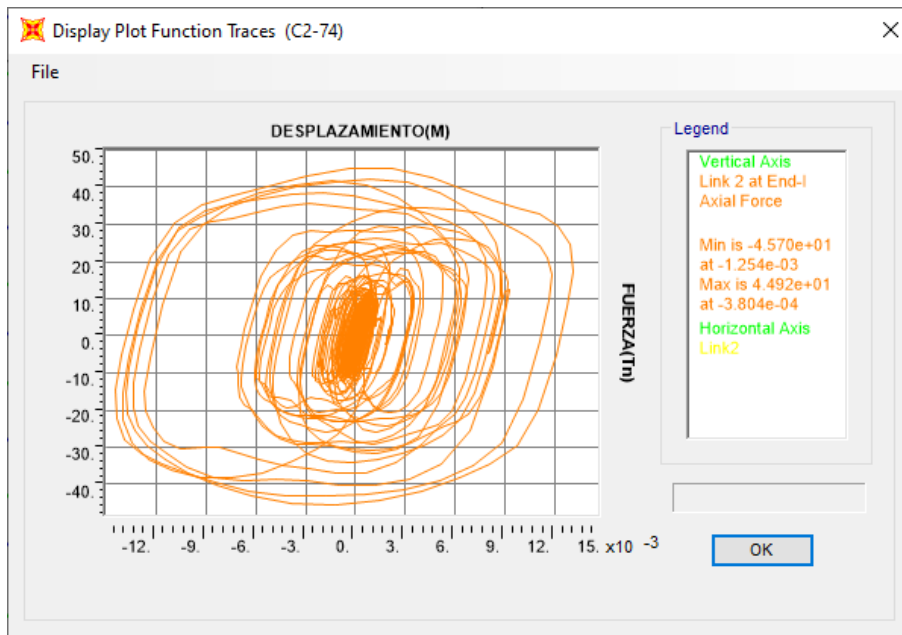 Display Plot Function Traces (C2-74)
File
DESPLAZAMIENTO(M)
50.
40.
30.
20.
10.
0.
-10.
-20.
-30.
-40.
-12. -9. -6. -3. 0. 3. 6. 9. 12. 15. x10 -3
FUERZA(Tn)
Legend
Vertical Axis
Link 2 at End-I
Axial Force
Min is -4.570e+01
at -1.254e-03
Max is 4.492e+01
at -3.804e-04
Horizontal Axis
Link2
OK